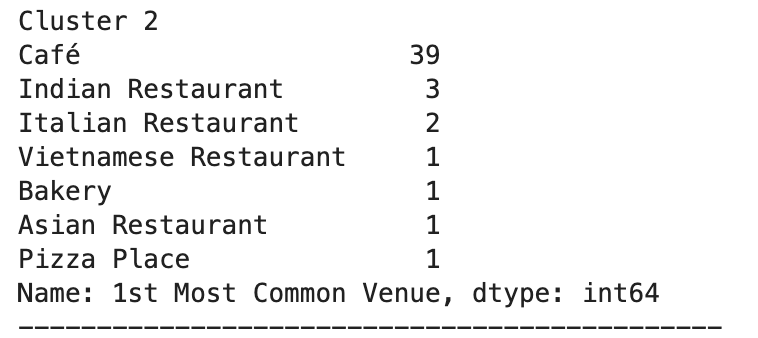 Cluster 2
Café 39
Indian Restaurant 3
Italian Restaurant 2
Vietnamese Restaurant 1
Bakery 1
Asian Restaurant 1
Pizza Place 1
Name: 1st Most Common Venue, dtype: int64
---------------------------------------------